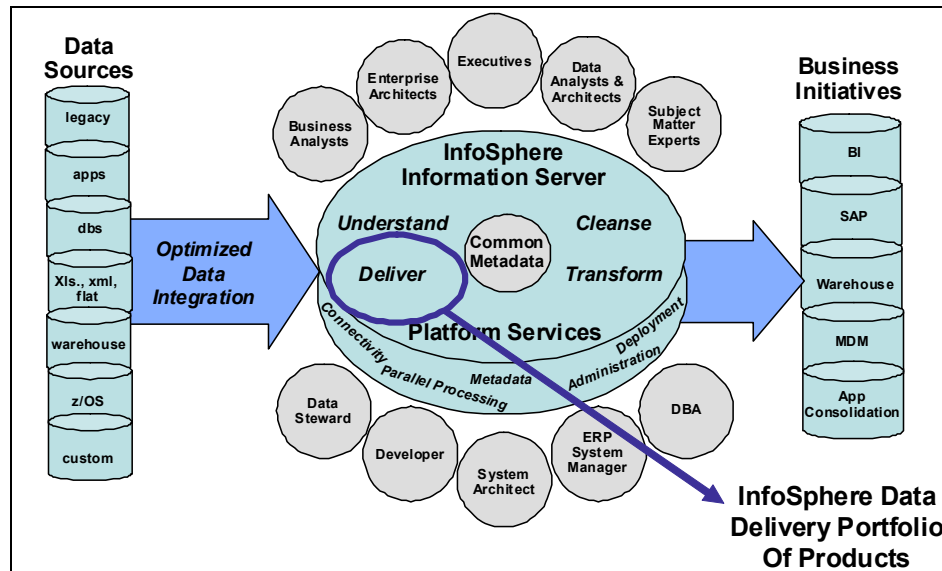 Data
Sources
legacy
apps
dbs
Xls., xml,
flat
warehouse
z/OS
custom
Optimized
Data
Integration
Business
Analysts
Enterprise
Architects
Executives
Data
Analysts &
Architects
Subject
Matter
Experts
InfoSphere
Information Server
Understand
Cleanse
Common
Metadata
Deliver
Transform
Platform Services
Connectivity
Parallel Processing
Metadata
Administration
Deployment
Data
Steward
Developer
System
Architect
ERP
System
Manager
DBA
Business
Initiatives
BI
SAP
Warehouse
MDM
App
Consolidation
InfoSphere Data
Delivery Portfolio
Of Products